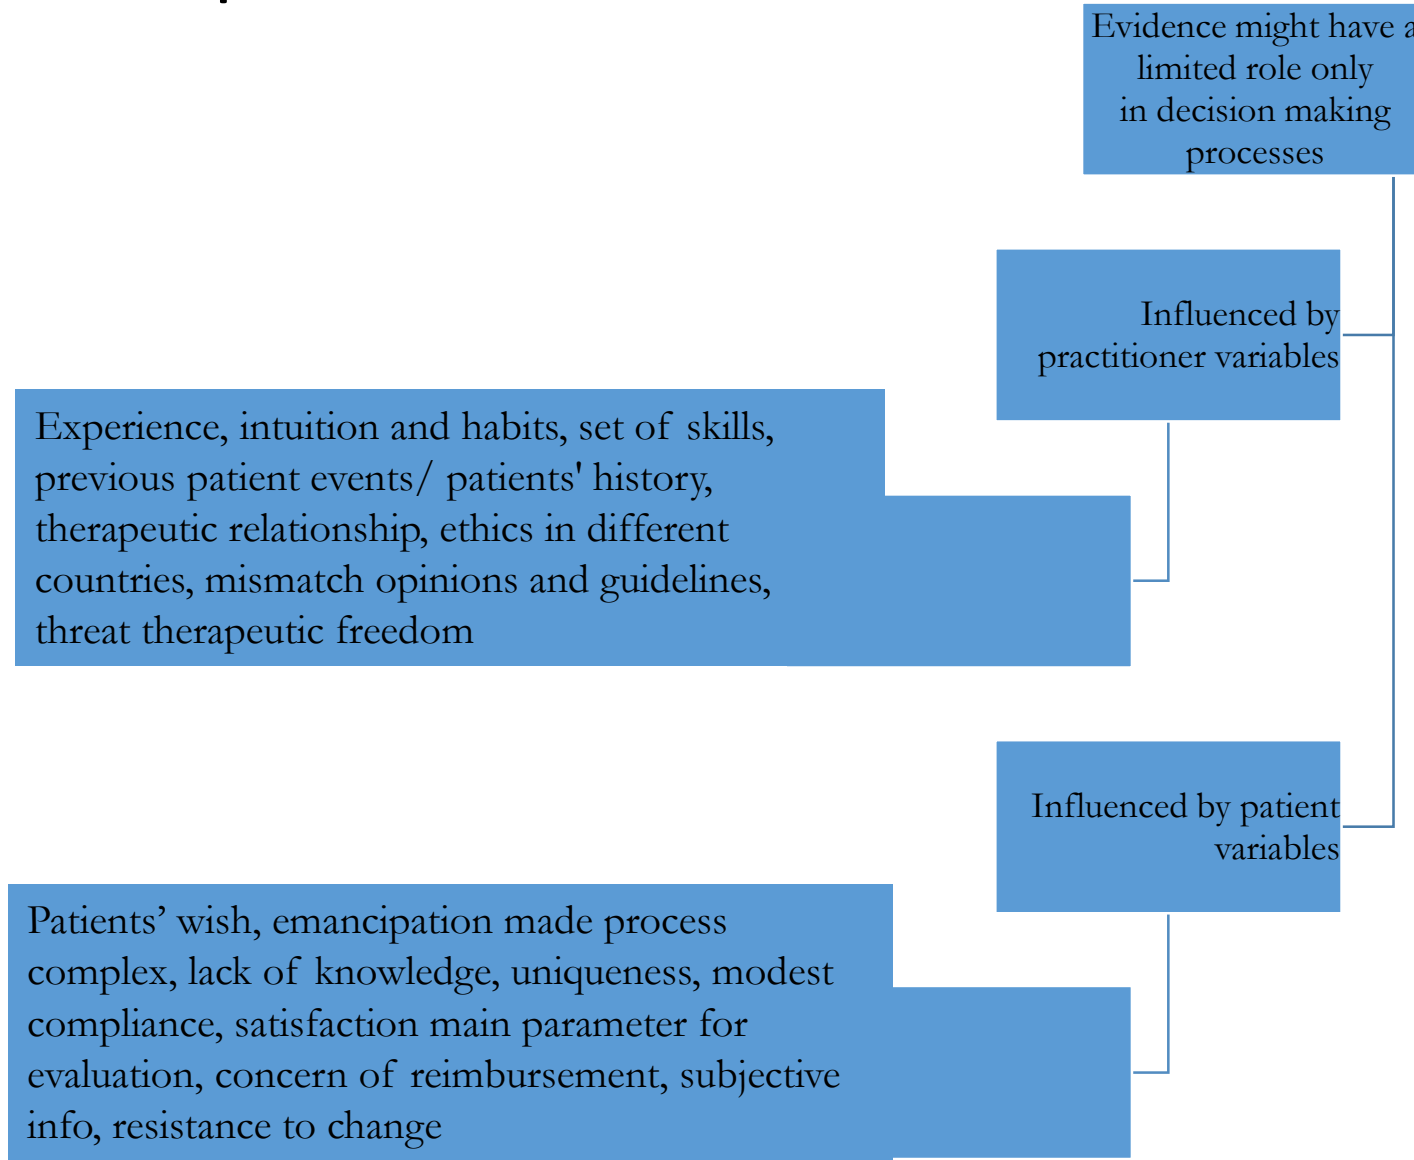 Evidence might have a
limited role only
in decision making
processes
Influenced by
practitioner variables
Experience, intuition and habits, set of skills,
previous patient events/ patients' history,
therapeutic relationship, ethics in different
countries, mismatch opinions and guidelines,
threat therapeutic freedom
Influenced by patient
variables
Patients’ wish, emancipation made process
complex, lack of knowledge, uniqueness, modest
compliance, satisfaction main parameter for
evaluation, concern of reimbursement, subjective
info, resistance to change